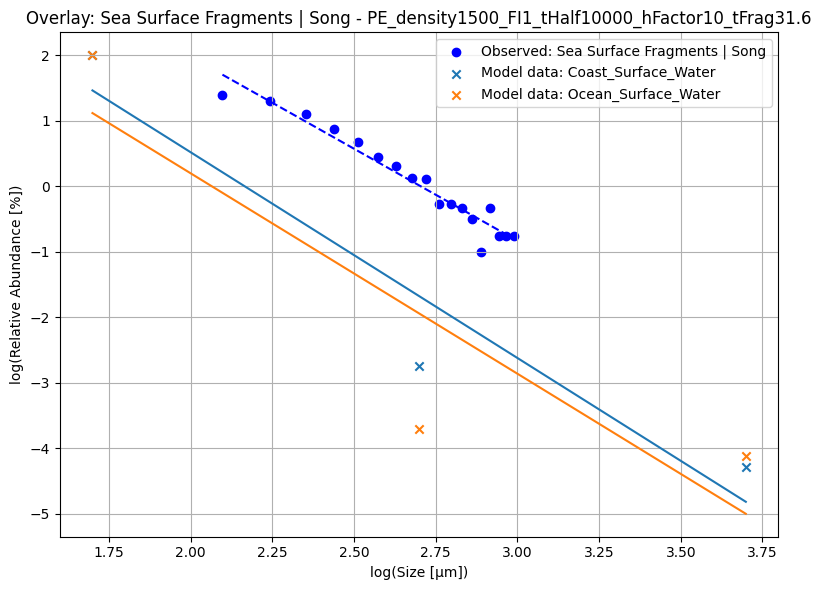 Overlay: Sea Surface Fragments | Song - PE_density1500_FI1_tHalf10000_hFactor10_tFrag31.6
Observed: Sea Surface Fragments | Song
Model data: Coast_Surface_Water
Model data: Ocean_Surface_Water
log(Relative Abundance [%])
2
1
0
−1
−2
−3
−4
−5
1.75
2.00
2.25
2.50
2.75
3.00
3.25
3.50
3.75
log(Size [µm])